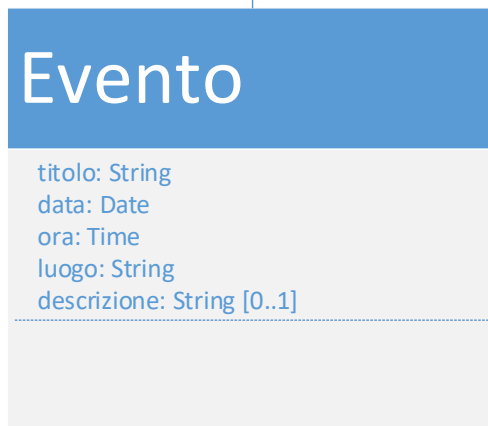 Evento
titolo: String
data: Date
ora: Time
luogo: String
descrizione: String [0..1]